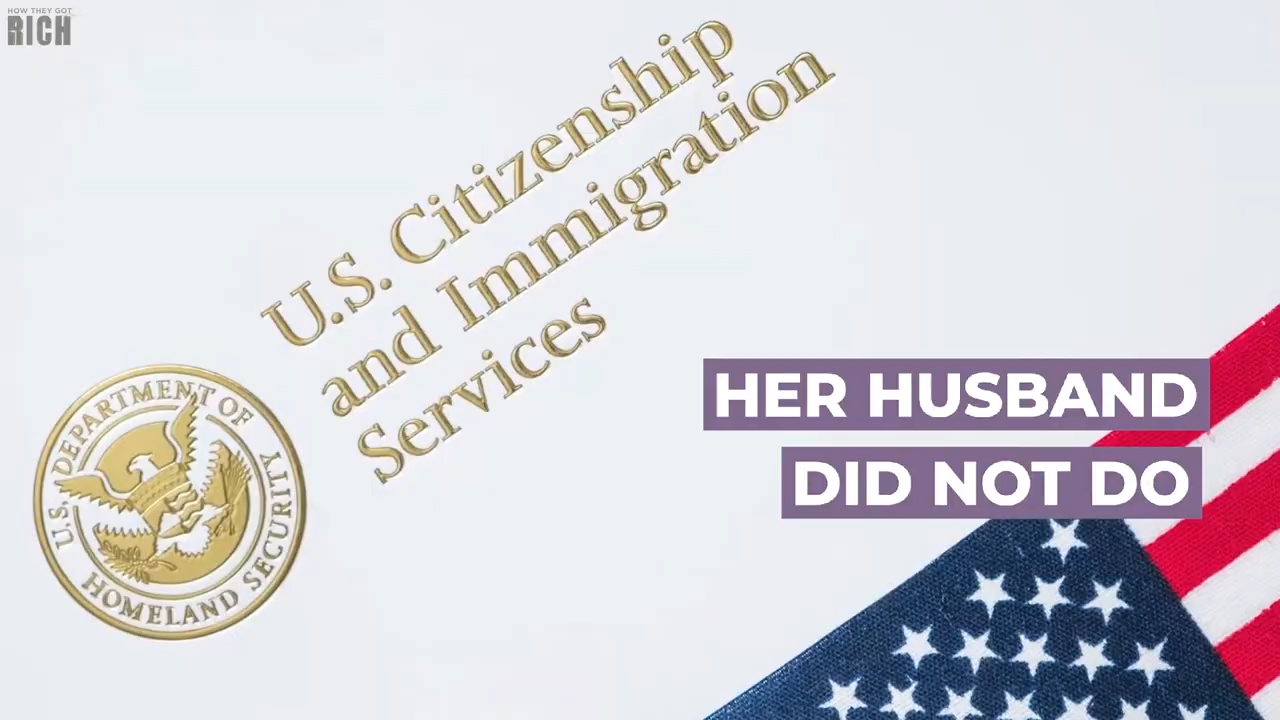 HOW THEY GOT
RICH
U.S. Citizenship
and Immigration
Services
U.S. DEPARTMENT OF
HOMELAND SECURITY
HER HUSBAND
DID NOT DO